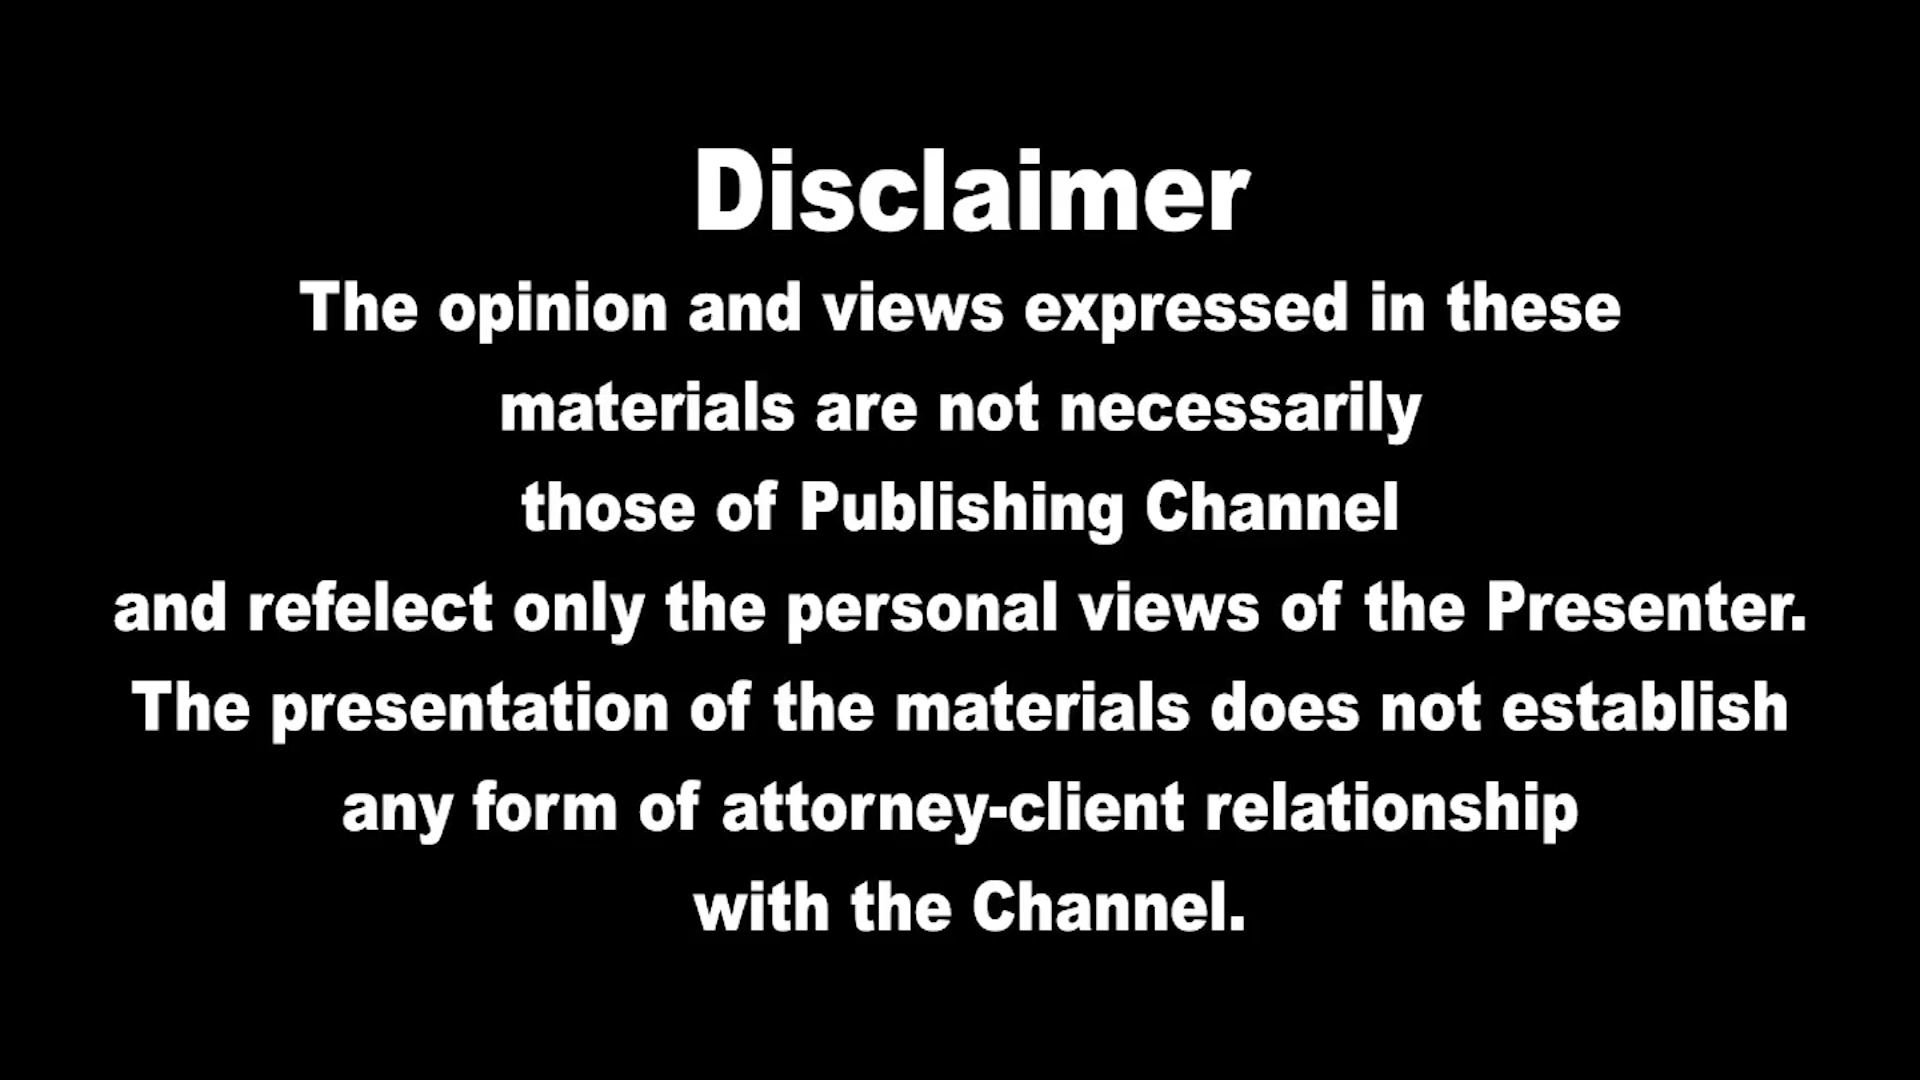 Disclaimer
The opinion and views expressed in these
materials are not necessarily
those of Publishing Channel
and refelect only the personal views of the Presenter.
The presentation of the materials does not establish
any form of attorney-client relationship
with the Channel.